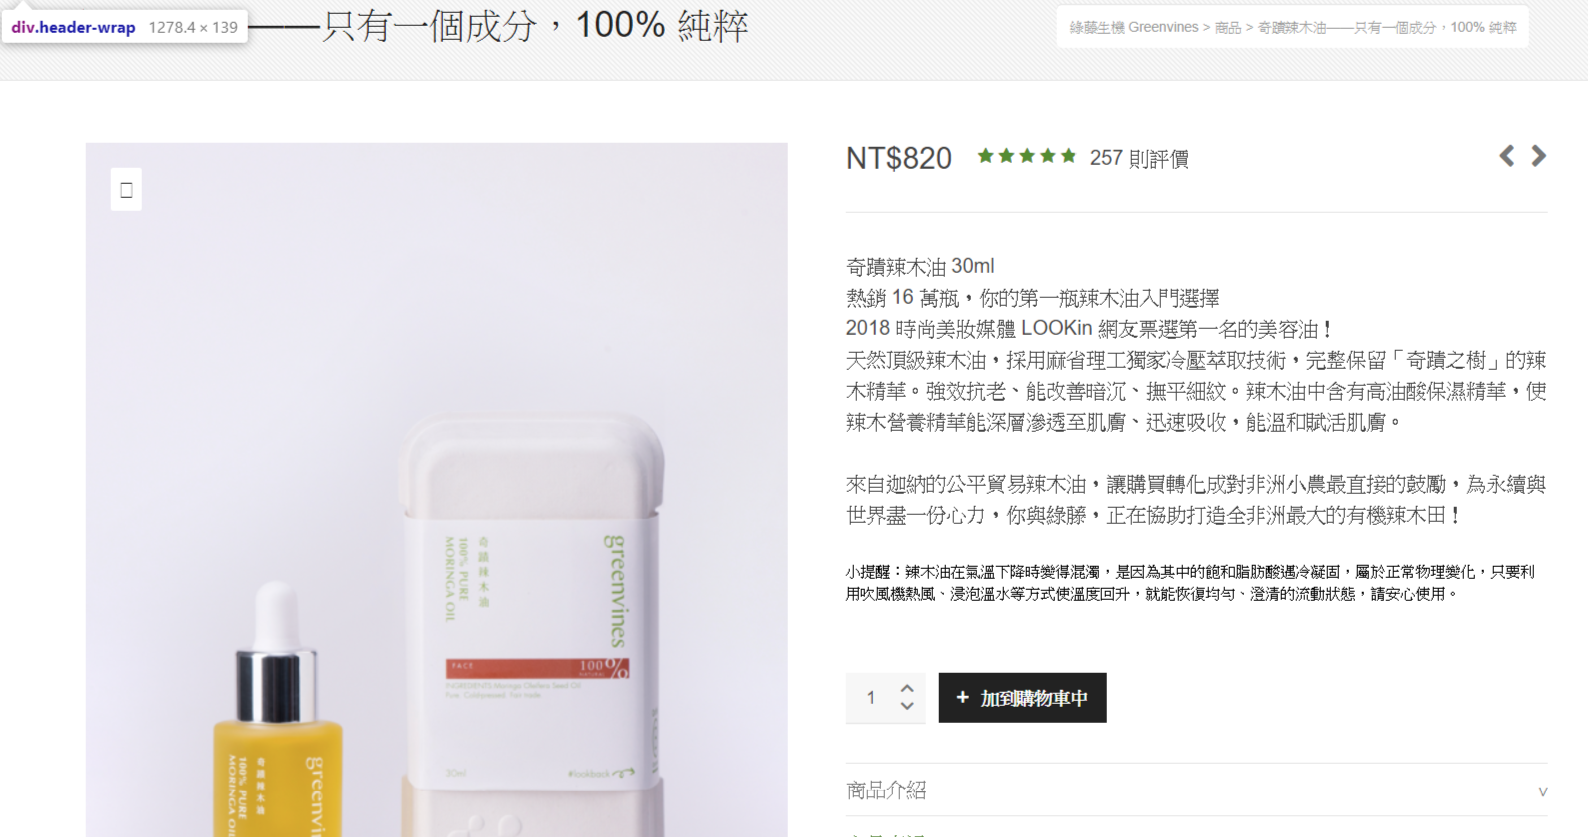 div.header-wrap 1278.4 × 139
——只有一個成分，100% 純粹
綠藤生機 Greenvines > 商品 > 奇蹟辣木油——只有一個成分，100% 純粹
NT$820 257 則評價
奇蹟辣木油 30ml
熱銷 16 萬瓶，你的第一瓶辣木油入門選擇
2018 時尚美妝媒體 LOOKin 網友票選第一名的美容油！
天然頂級辣木油，採用麻省理工獨家冷壓萃取技術，完整保留「奇蹟之樹」的辣
木精華。強效抗老、能改善暗沉、撫平細紋。辣木油中含有高油酸保濕精華，使
辣木營養精華能深層滲透至肌膚、迅速吸收，能溫和賦活肌膚。
來自迦納的公平貿易辣木油，讓購買轉化成對非洲小農最直接的鼓勵，為永續與
世界盡一份心力，你與綠藤，正在協助打造全非洲最大的有機辣木田！
小提醒：辣木油在氣溫下降時變得混濁，是因為其中的飽和脂肪酸遇冷凝固，屬於正常物理變化，只要利
用吹風機熱風、浸泡溫水等方式使溫度回升，就能恢復均勻、澄清的流動狀態，請安心使用。
1
+ 加到購物車中
商品介紹
greenvines
奇蹟辣木油
100% PURE
MORINGA OIL
FACE 100%
NATURAL
INGREDIENTS: Moringa Oleifera Seed Oil
Pure. Cold-pressed. Fair trade.
30ml #lookback
greenvines
奇蹟辣木油
100% PURE
MORINGA OIL